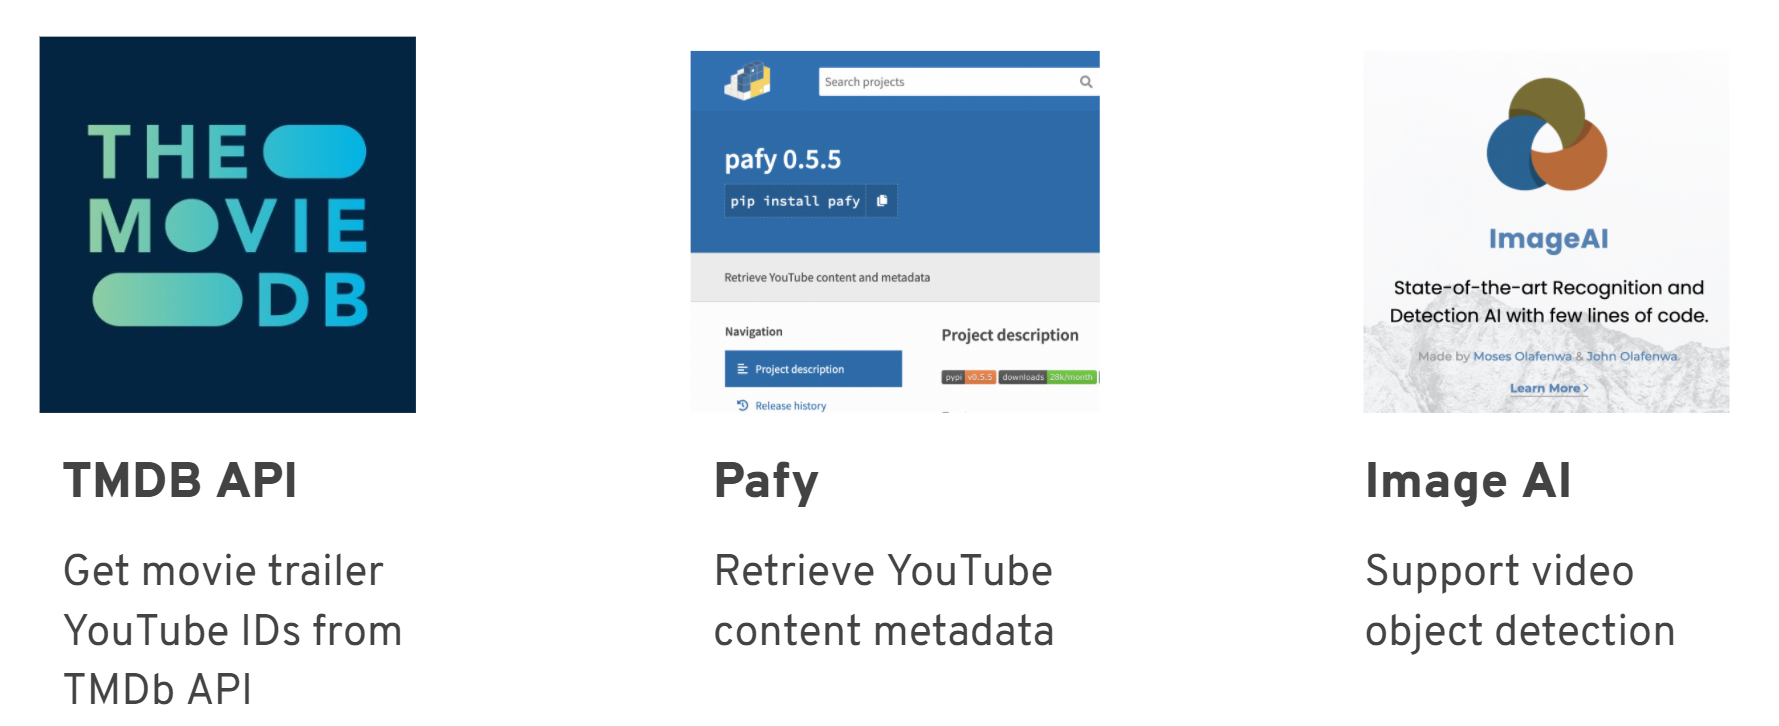 THE
MOVIE
DB
TMDB API
Get movie trailer
YouTube IDs from
TMDb API
Search projects
pafy 0.5.5
pip install pafy
Retrieve YouTube content and metadata
Navigation
Project description
Release history
Project description
pypi v0.5.5 downloads 28k/month
Pafy
Retrieve YouTube
content metadata
ImageAI
State-of-the-art Recognition and
Detection AI with few lines of code.
Made by Moses Olafenwa & John Olafenwa
Learn More >
Image AI
Support video
object detection